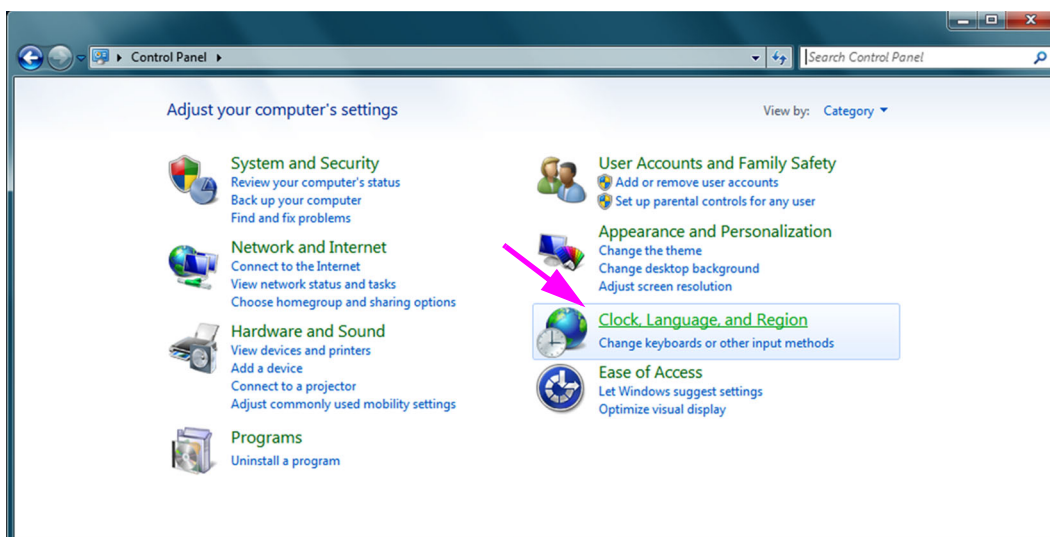 Control Panel
Search Control Panel
Adjust your computer's settings
View by: Category
System and Security
Review your computer's status
Back up your computer
Find and fix problems
Network and Internet
Connect to the Internet
View network status and tasks
Choose homegroup and sharing options
Hardware and Sound
View devices and printers
Add a device
Connect to a projector
Adjust commonly used mobility settings
Programs
Uninstall a program
User Accounts and Family Safety
Add or remove user accounts
Set up parental controls for any user
Appearance and Personalization
Change the theme
Change desktop background
Adjust screen resolution
Clock, Language, and Region
Change keyboards or other input methods
Ease of Access
Let Windows suggest settings
Optimize visual display